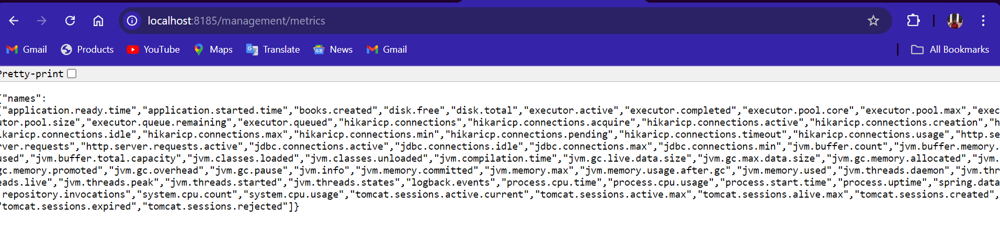 localhost:8185/management/metrics
Gmail Products YouTube Maps Translate News Gmail All Bookmarks
Pretty-print
{"names":
["application.ready.time","application.started.time","books.created","disk.free","disk.total","executor.active","executor.completed","executor.pool.core","executor.pool.max","exec
utor.pool.size","executor.queue.remaining","executor.queued","hikaricp.connections","hikaricp.connections.acquire","hikaricp.connections.active","hikaricp.connections.creation","h
ikaricp.connections.idle","hikaricp.connections.max","hikaricp.connections.min","hikaricp.connections.pending","hikaricp.connections.timeout","hikaricp.connections.usage","http.se
rver.requests","http.server.requests.active","jdbc.connections.active","jdbc.connections.idle","jdbc.connections.max","jdbc.connections.min","jvm.buffer.count","jvm.buffer.memory.
used","jvm.buffer.total.capacity","jvm.classes.loaded","jvm.classes.unloaded","jvm.compilation.time","jvm.gc.live.data.size","jvm.gc.max.data.size","jvm.gc.memory.allocated","jvm.
gc.memory.promoted","jvm.gc.overhead","jvm.gc.pause","jvm.info","jvm.memory.committed","jvm.memory.max","jvm.memory.usage.after.gc","jvm.memory.used","jvm.threads.daemon","jvm.thr
eads.live","jvm.threads.peak","jvm.threads.started","jvm.threads.states","logback.events","process.cpu.time","process.cpu.usage","process.start.time","process.uptime","spring.data
.repository.invocations","system.cpu.count","system.cpu.usage","tomcat.sessions.active.current","tomcat.sessions.active.max","tomcat.sessions.alive.max","tomcat.sessions.created",
"tomcat.sessions.expired","tomcat.sessions.rejected"]}